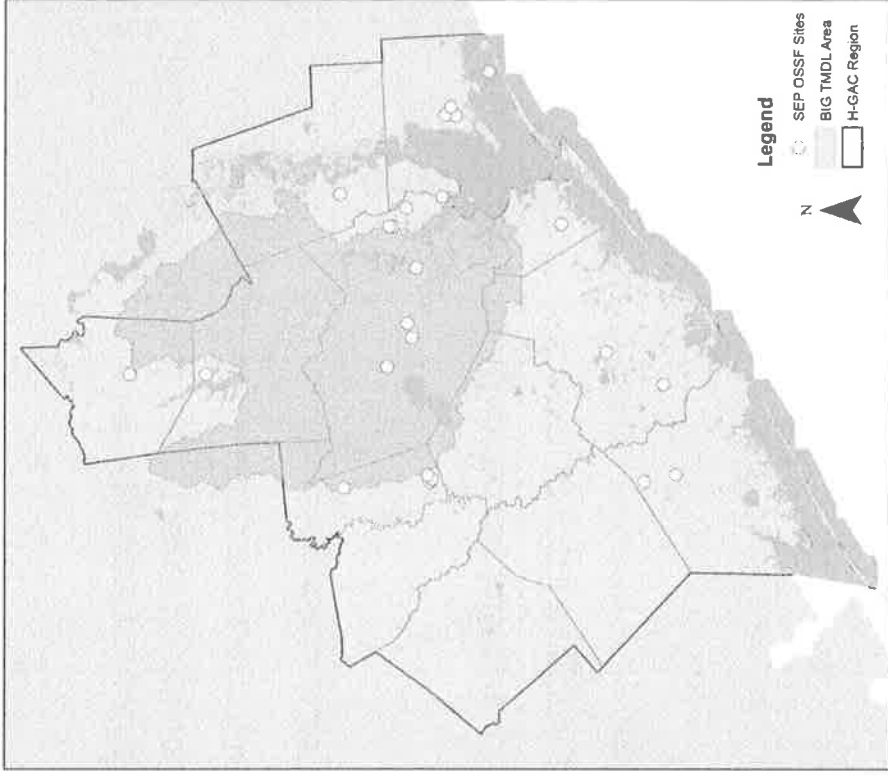 Legend
SEP OSSF Sites
BIG TMDL Area
H-GAC Region
N